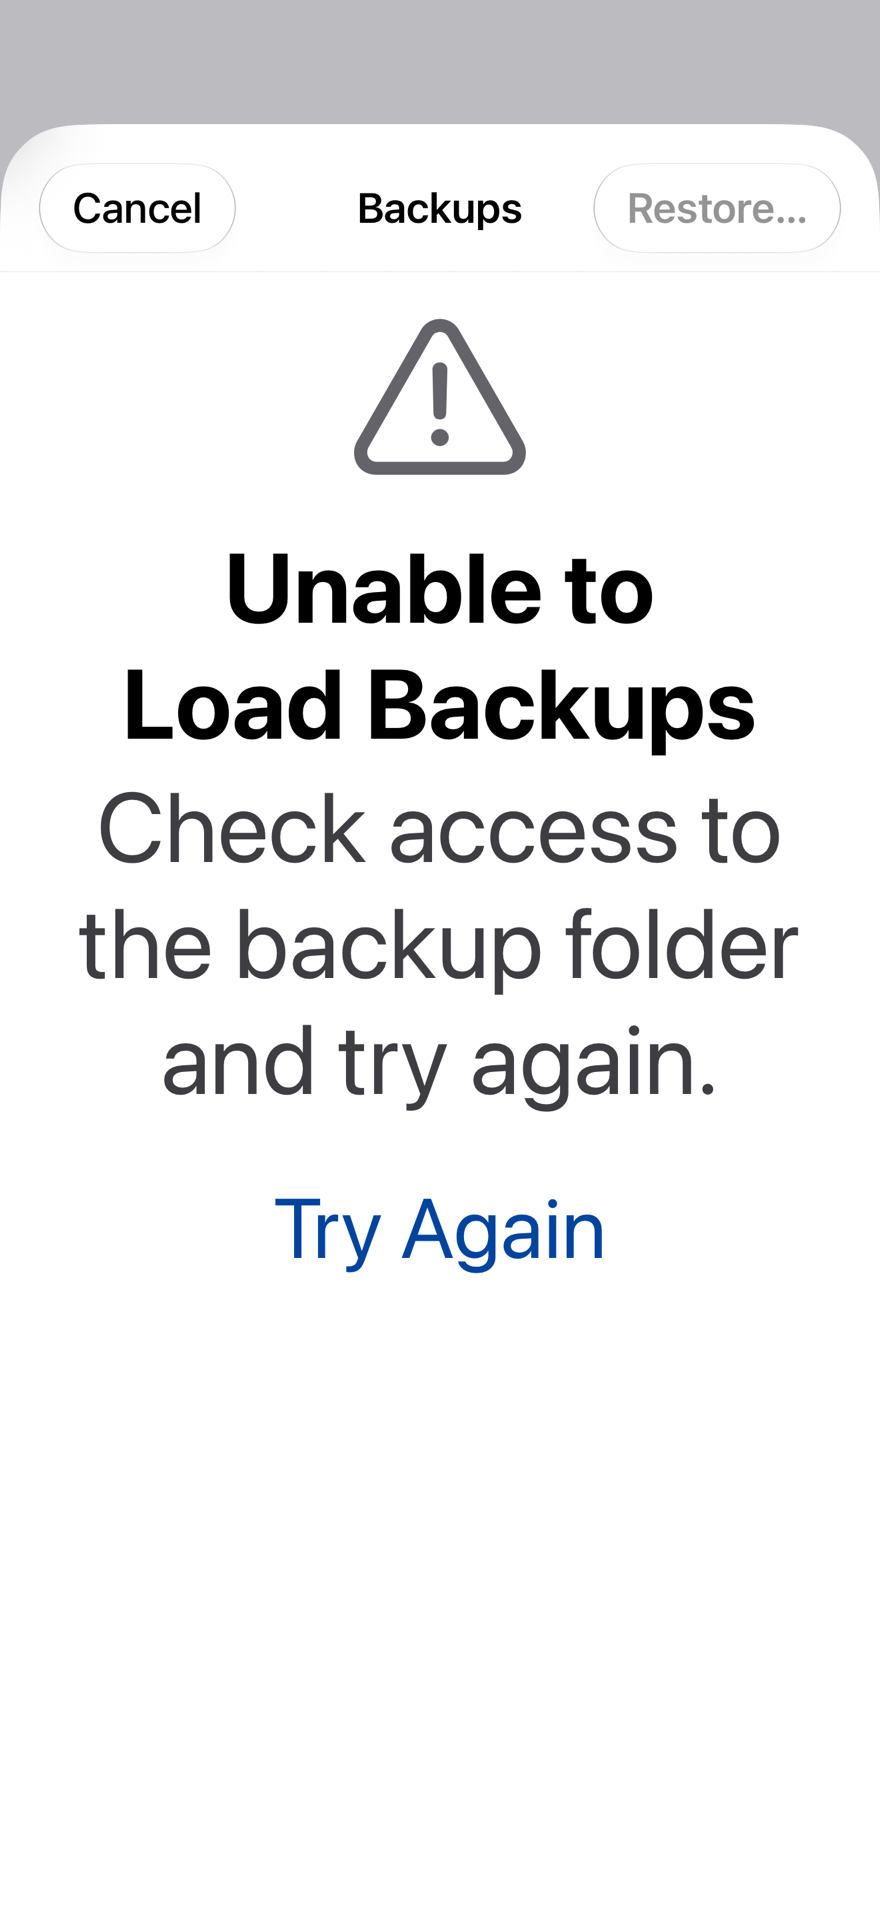 Cancel Backups Restore...
Unable to
Load Backups
Check access to
the backup folder
and try again.
Try Again